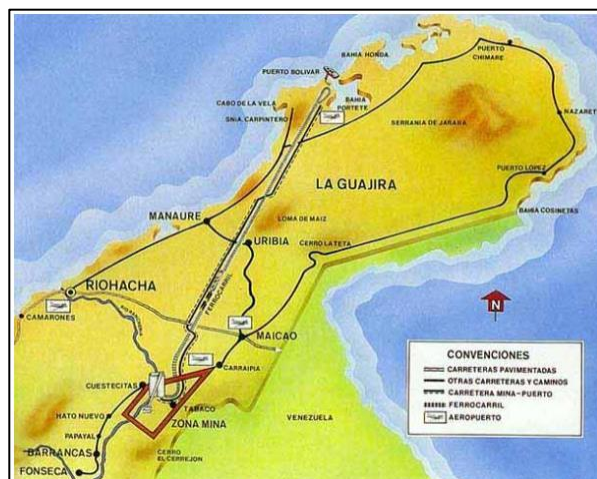 BAHIA HONDA
PUERTO
CHIMARE
PUERTO BOLIVAR
BAHIA
PORTETE
CABO DE LA VELA
SNIA. CARPINTERO
NAZARET
SERRANIA DE JARARA
PUERTO LOPEZ
LA GUAJIRA
BAHIA COSINETAS
MANAURE
LOMA DE MAIZ
URIBIA
CERRO LA TETA
RIOHACHA
FERROCARRIL
N
CAMARONES
MAICAO
CARRAIPIA
CUESTECITAS
TABACO
HATO NUEVO
ZONA MINA
PAPAYAL
BARRANCAS
CERRO
EL CERREJON
FONSECA
VENEZUELA
CONVENCIONES
CARRETERAS PAVIMENTADAS
OTRAS CARRETERAS Y CAMINOS
CARRETERA MINA-PUERTO
FERROCARRIL
AEROPUERTO